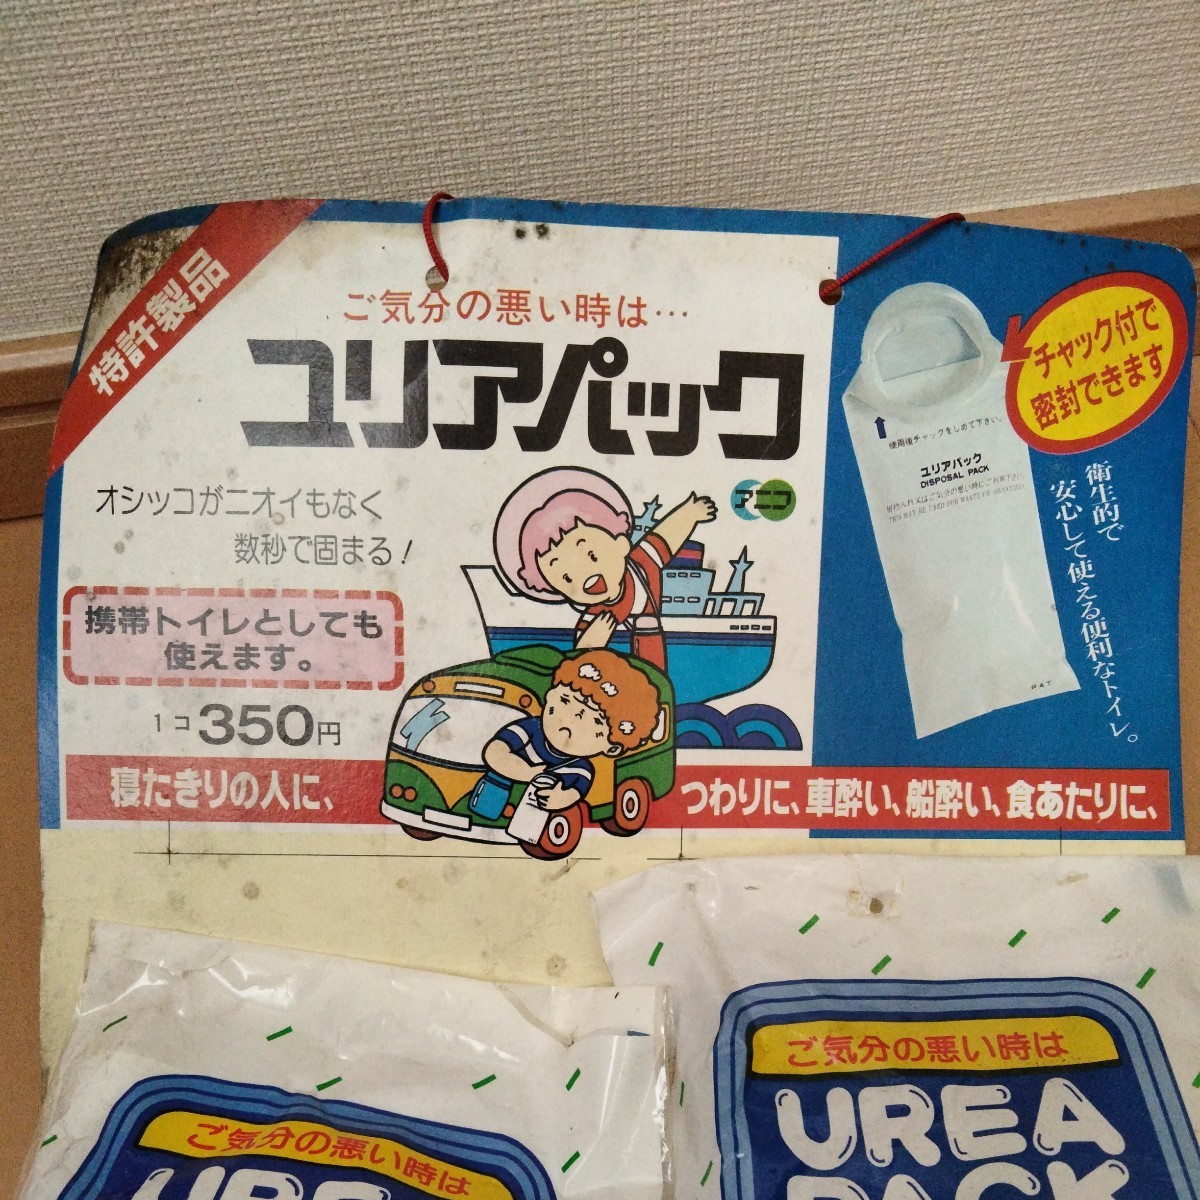 特許製品
ご気分の悪い時は…
ユリアパック
アニコ
オシッコがニオイもなく
数秒で固まる!
携帯トイレとしても
使えます。
1コ350円
チャック付で
密封できます
使用後チャックをしめて下さい。
ユリアパック
DISPOSAL PACK
PAT
衛生的で
安心して使える便利なトイレ。
寝たきりの人に、
つわりに、車酔い、船酔い、食あたりに、
ご気分の悪い時は
UREA
PACK
ご気分の悪い時は
UREA